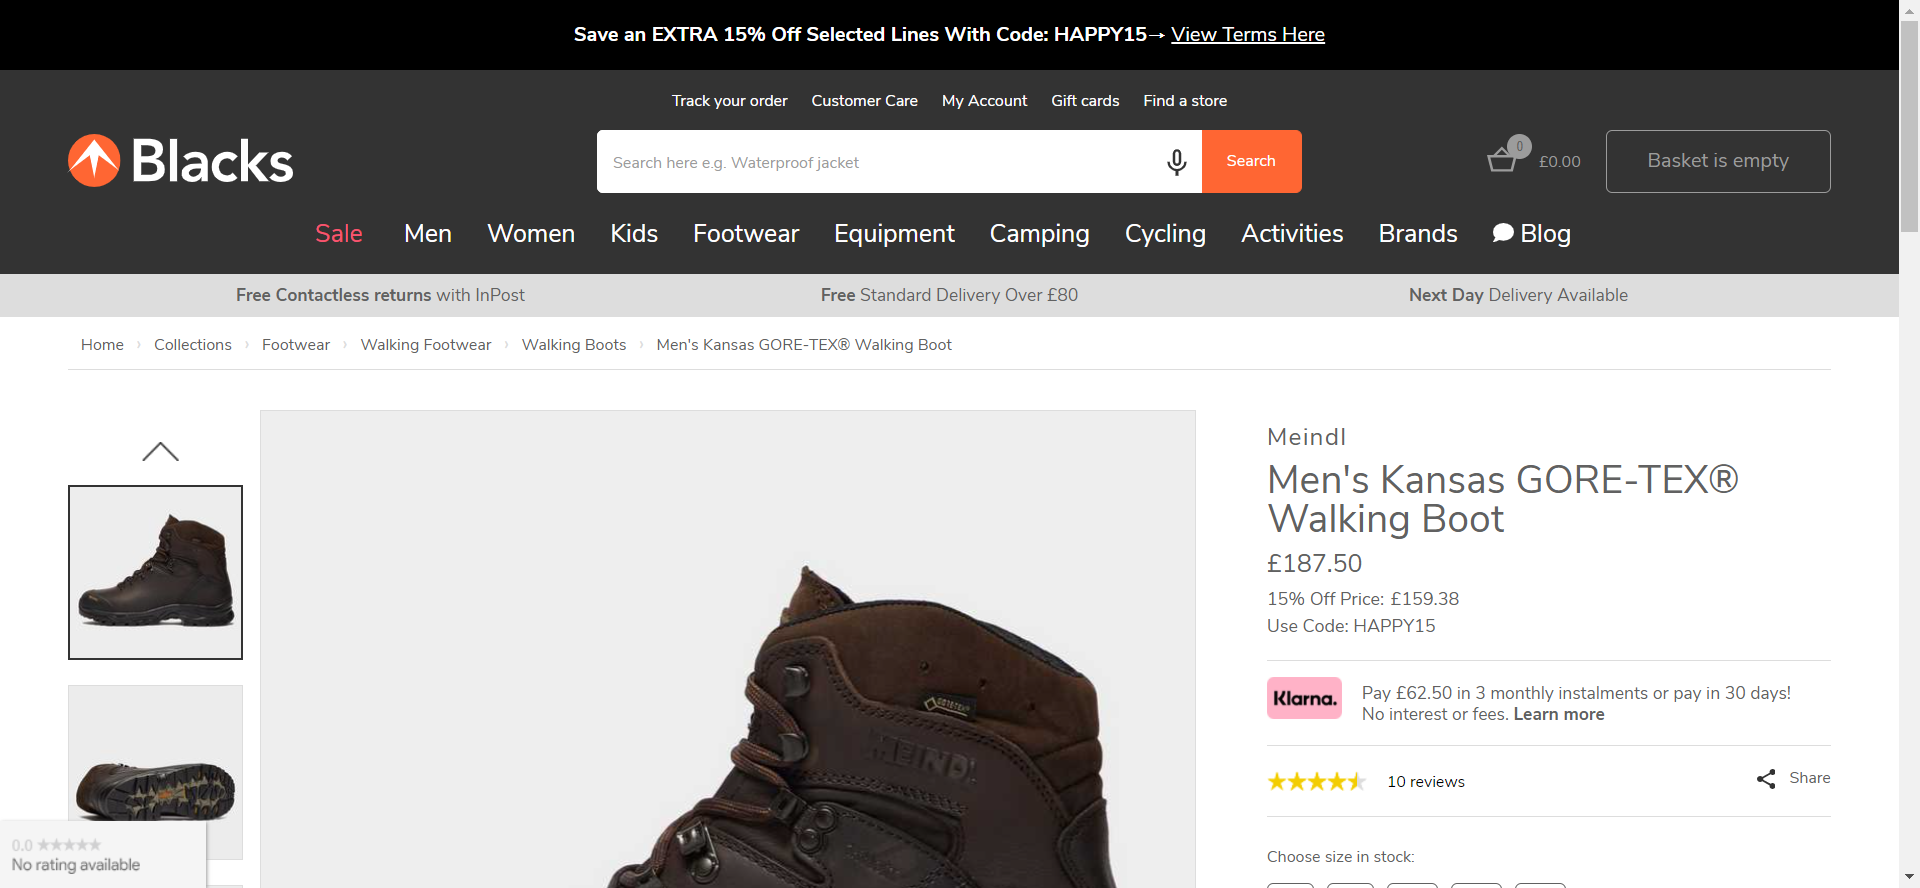 Save an EXTRA 15% Off Selected Lines With Code: HAPPY15→ View Terms Here
Track your order Customer Care My Account Gift cards Find a store
Blacks
Search here e.g. Waterproof jacket Search
0 £0.00 Basket is empty
Sale Men Women Kids Footwear Equipment Camping Cycling Activities Brands Blog
Free Contactless returns with InPost Free Standard Delivery Over £80 Next Day Delivery Available
Home › Collections › Footwear › Walking Footwear › Walking Boots › Men's Kansas GORE-TEX® Walking Boot
Meindl
Men's Kansas GORE-TEX®
Walking Boot
£187.50
15% Off Price: £159.38
Use Code: HAPPY15
Klarna. Pay £62.50 in 3 monthly instalments or pay in 30 days!
No interest or fees. Learn more
10 reviews Share
Choose size in stock:
GORE-TEX
MEINDL
0.0
No rating available